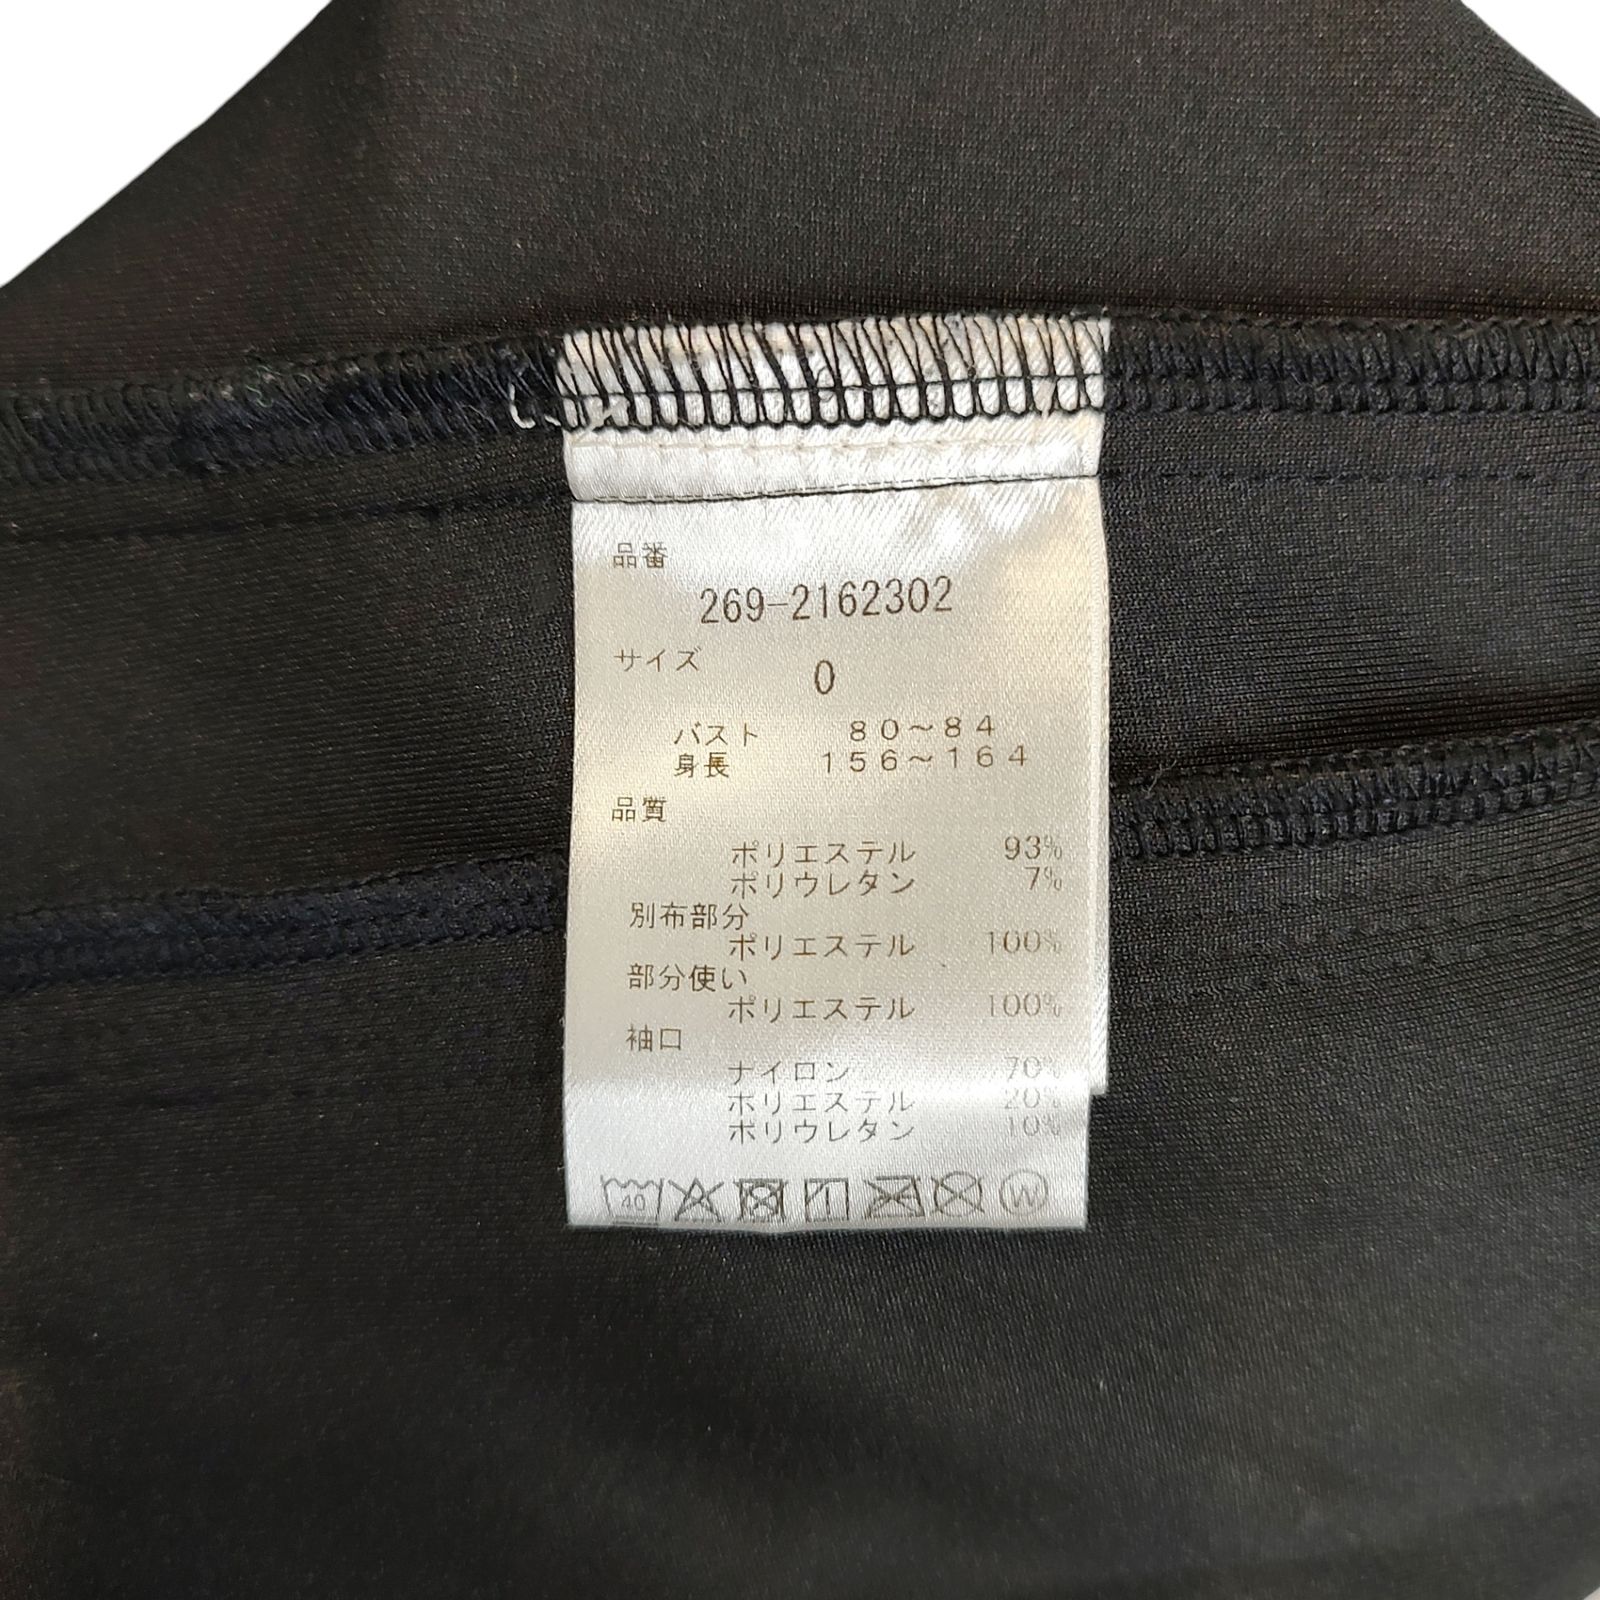 品番
269-2162302
サイズ
0
バスト 80～84
身長 156～164
品質
ポリエステル 93%
ポリウレタン 7%
別布部分
ポリエステル 100%
部分使い
ポリエステル 100%
袖口
ナイロン 70%
ポリエステル 20%
ポリウレタン 10%
40 W